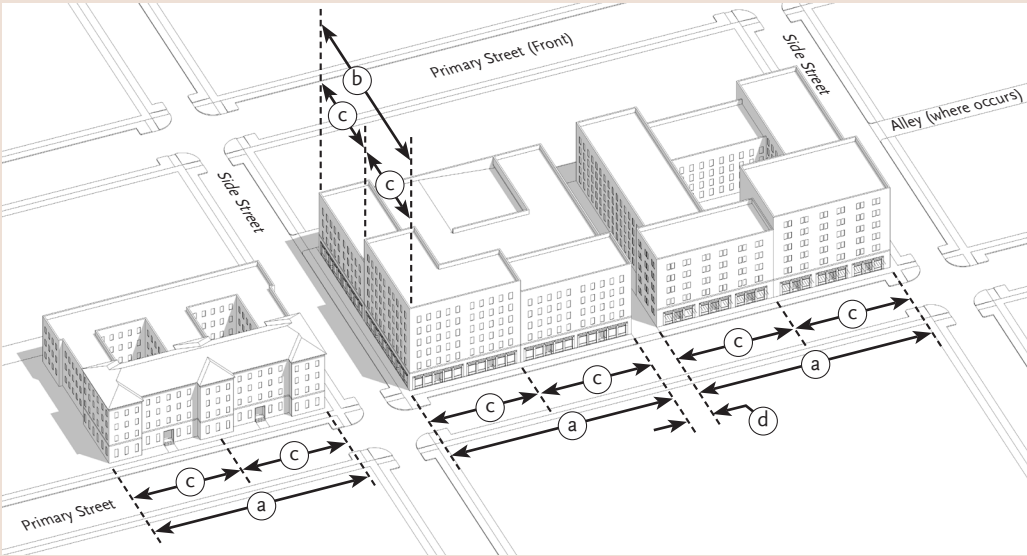 Primary Street (Front)
Side Street
Alley (where occurs)
b
c
c
Side Street
c
c
a
c
c
a
d
c
c
a
Primary Street